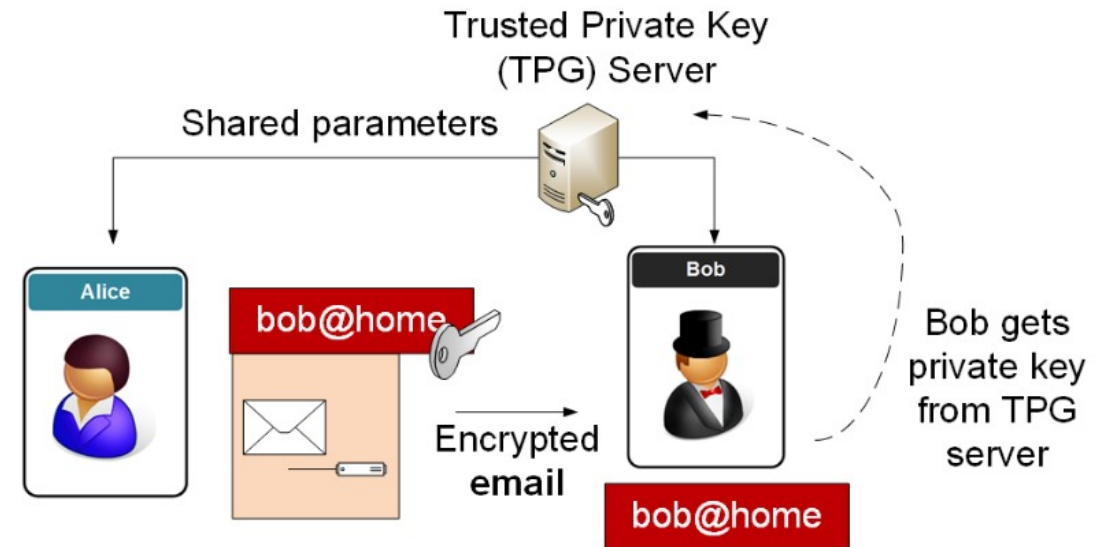 Trusted Private Key
(TPG) Server
Shared parameters
Alice
bob@home
Encrypted
email
Bob
bob@home
Bob gets
private key
from TPG
server